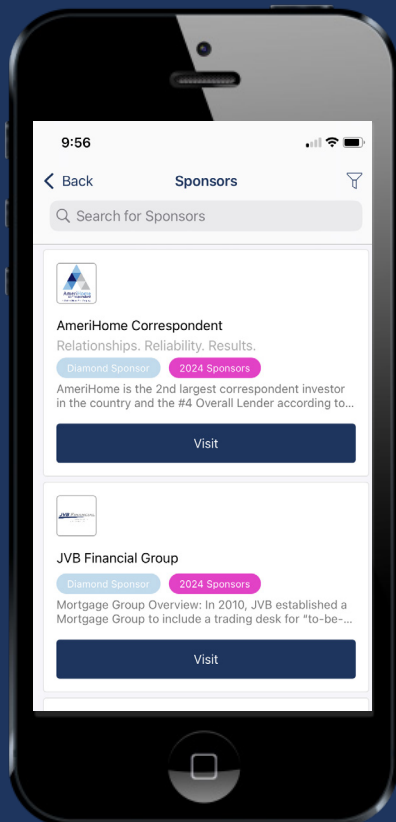 9:56
Back
Sponsors
Search for Sponsors
AmeriHome
AmeriHome Correspondent
Relationships. Reliability. Results.
Diamond Sponsor 2024 Sponsors
AmeriHome is the 2nd largest correspondent investor
in the country and the #4 Overall Lender according to...
Visit
JVB
JVB Financial Group
Diamond Sponsor 2024 Sponsors
Mortgage Group Overview: In 2010, JVB established a
Mortgage Group to include a trading desk for “to-be-...
Visit